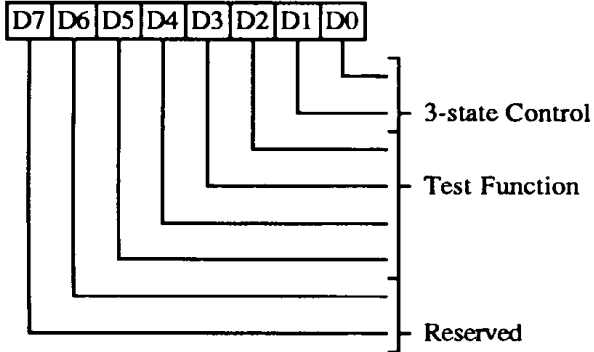 D7 D6 D5 D4 D3 D2 D1 D0
3-state Control
Test Function
Reserved